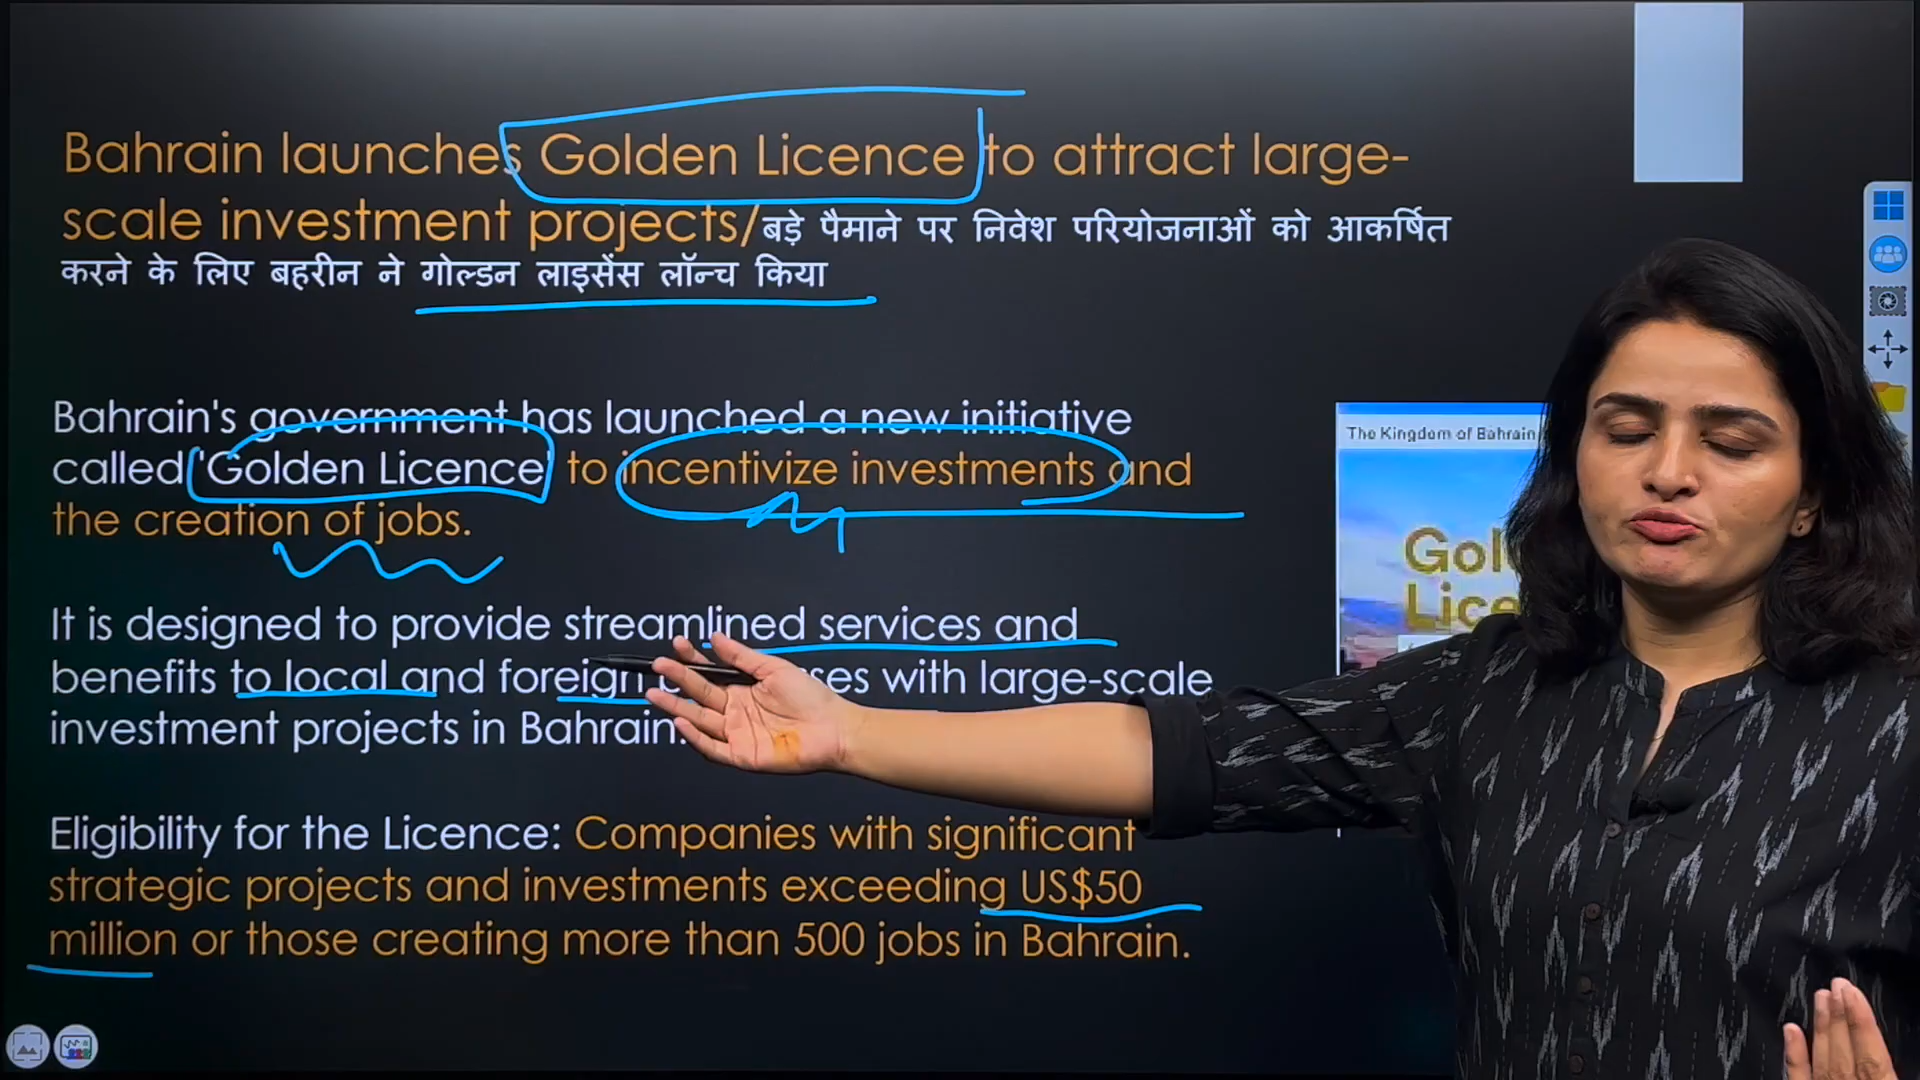 Bahrain launches Golden Licence to attract large-
scale investment projects/बड़े पैमाने पर निवेश परियोजनाओं को आकर्षित
करने के लिए बहरीन ने गोल्डन लाइसेंस लॉन्च किया
Bahrain's government has launched a new initiative
called 'Golden Licence' to incentivize investments and
the creation of jobs.
It is designed to provide streamlined services and
benefits to local and foreign with large-scale
investment projects in Bahrain.
Eligibility for the Licence: Companies with significant
strategic projects and investments exceeding US$50
million or those creating more than 500 jobs in Bahrain.
The Kingdom of Bahrain